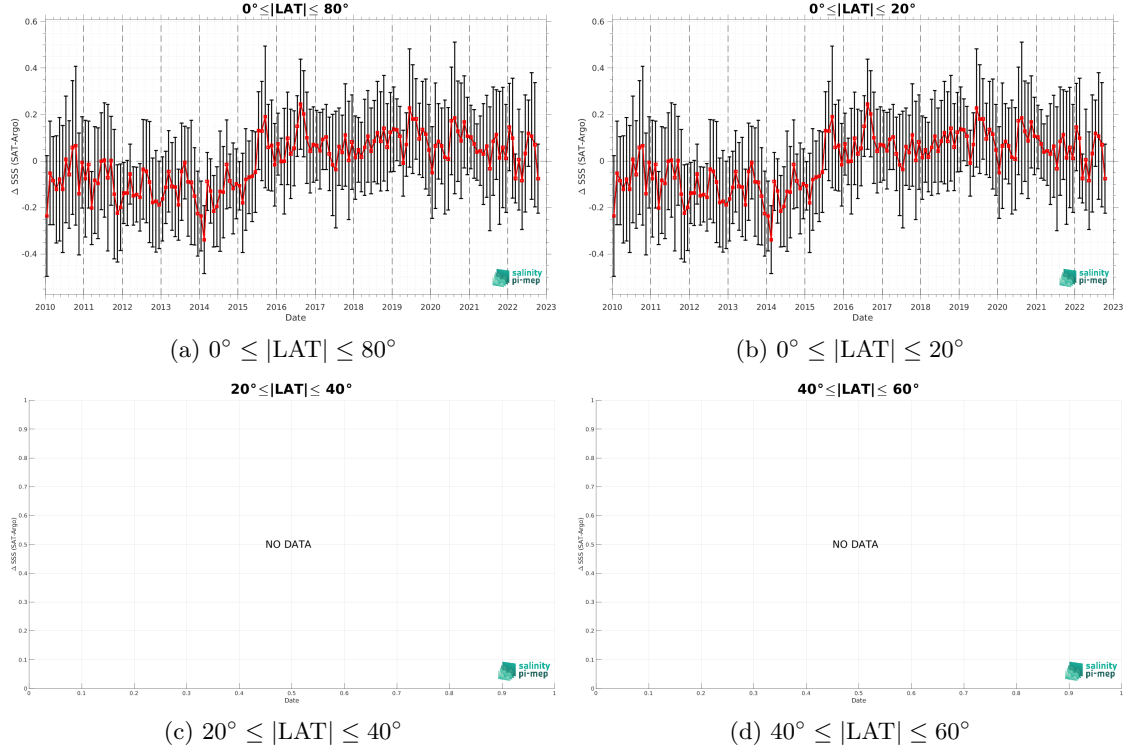 0°≤|LAT|≤ 80°
Δ SSS (SAT-Argo)
0.6
0.4
0.2
0
-0.2
-0.4
2010 2011 2012 2013 2014 2015 2016 2017 2018 2019 2020 2021 2022 2023
Date
salinity
pi-mep
(a) 0° ≤ |LAT| ≤ 80°
0°≤|LAT|≤ 20°
Δ SSS (SAT-Argo)
0.6
0.4
0.2
0
-0.2
-0.4
2010 2011 2012 2013 2014 2015 2016 2017 2018 2019 2020 2021 2022 2023
Date
salinity
pi-mep
(b) 0° ≤ |LAT| ≤ 20°
20°≤|LAT|≤ 40°
Δ SSS (SAT-Argo)
1
0.9
0.8
0.7
0.6
0.5
0.4
0.3
0.2
0.1
0
NO DATA
0 0.1 0.2 0.3 0.4 0.5 0.6 0.7 0.8 0.9 1
Date
salinity
pi-mep
(c) 20° ≤ |LAT| ≤ 40°
40°≤|LAT|≤ 60°
Δ SSS (SAT-Argo)
1
0.9
0.8
0.7
0.6
0.5
0.4
0.3
0.2
0.1
0
NO DATA
0 0.1 0.2 0.3 0.4 0.5 0.6 0.7 0.8 0.9 1
Date
salinity
pi-mep
(d) 40° ≤ |LAT| ≤ 60°